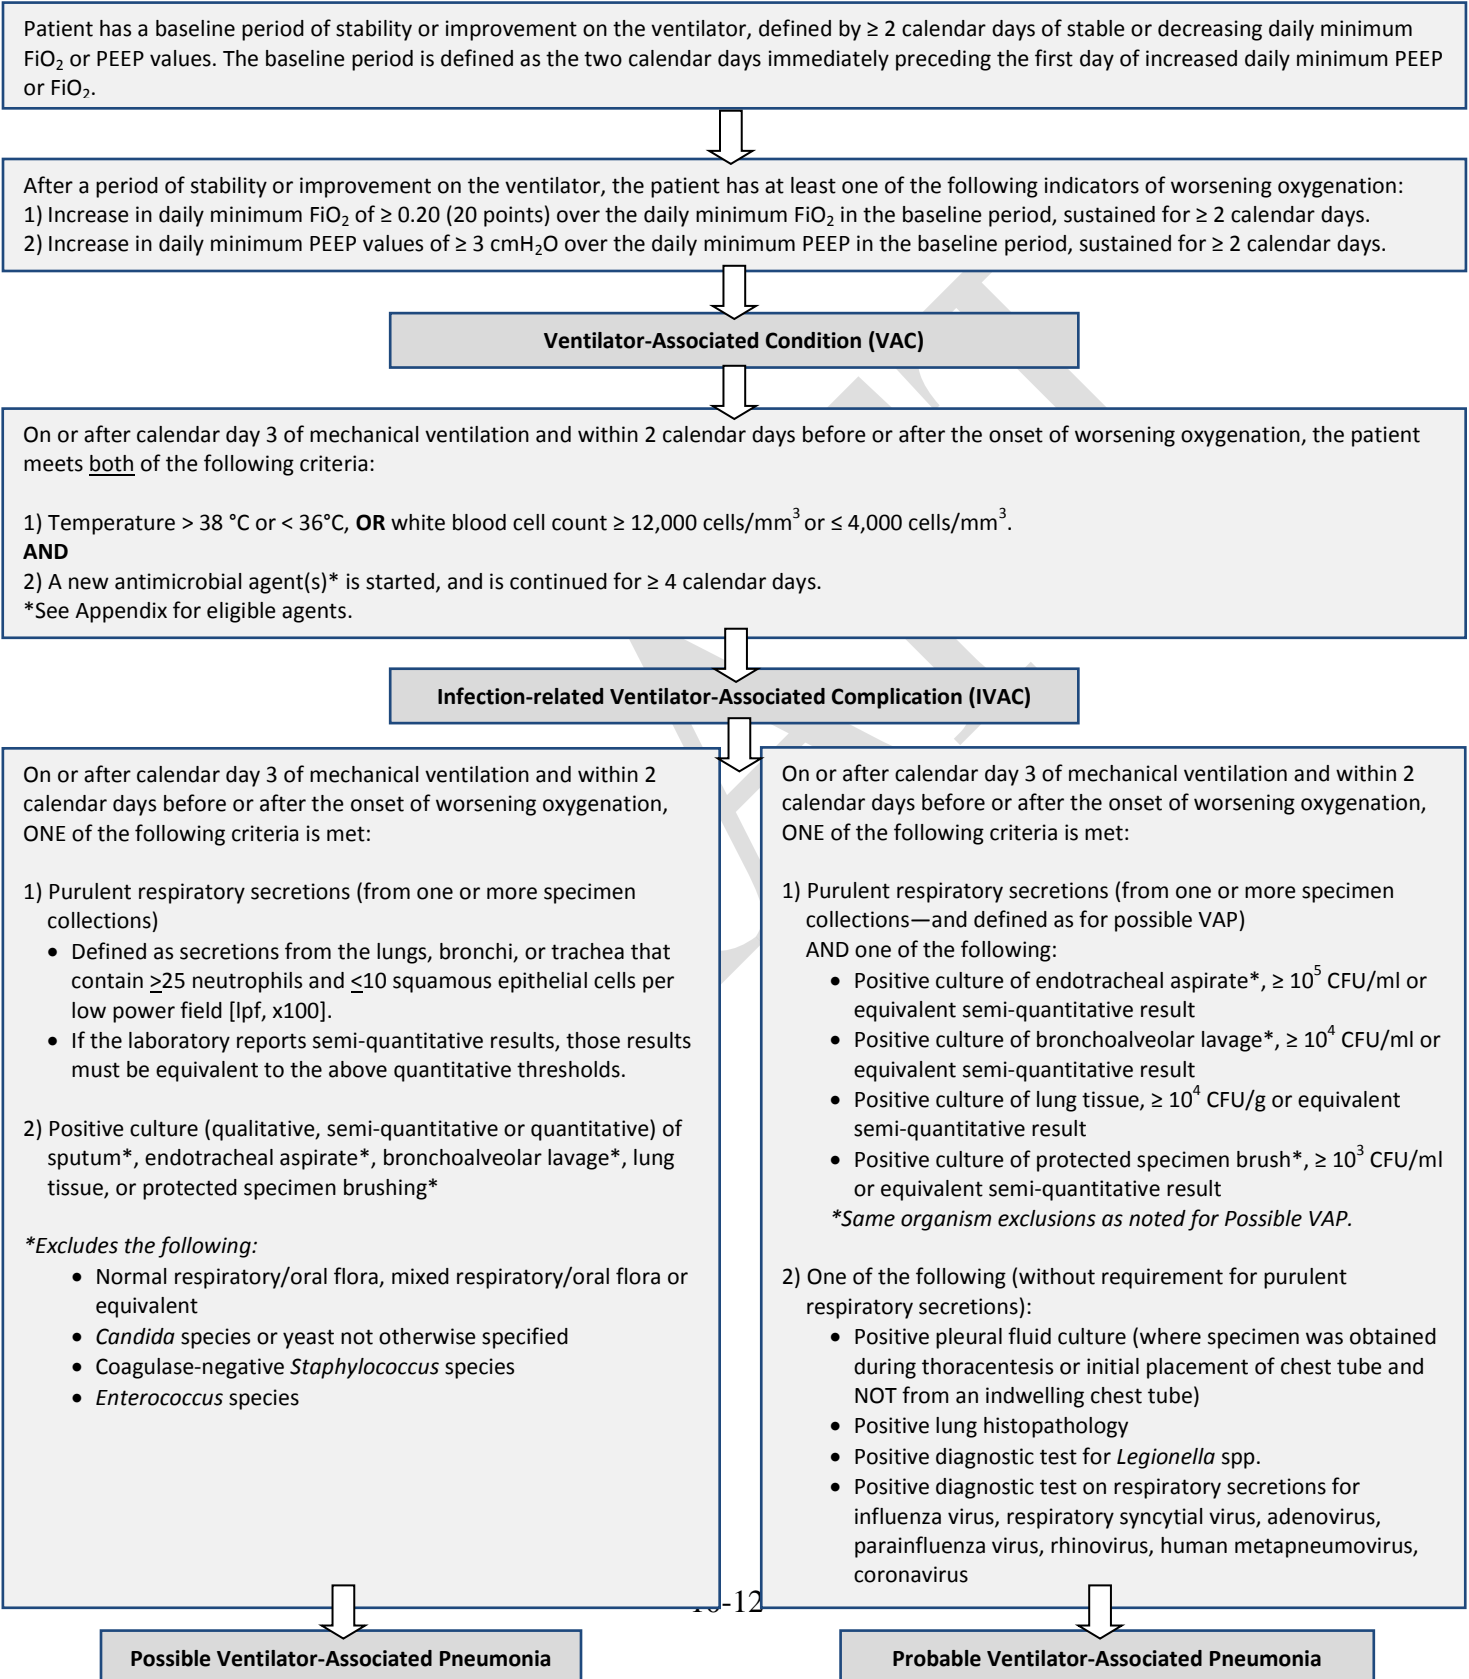 Patient has a baseline period of stability or improvement on the ventilator, defined by ≥ 2 calendar days of stable or decreasing daily minimum
FiO₂ or PEEP values. The baseline period is defined as the two calendar days immediately preceding the first day of increased daily minimum PEEP
or FiO₂.
After a period of stability or improvement on the ventilator, the patient has at least one of the following indicators of worsening oxygenation:
1) Increase in daily minimum FiO₂ of ≥ 0.20 (20 points) over the daily minimum FiO₂ in the baseline period, sustained for ≥ 2 calendar days.
2) Increase in daily minimum PEEP values of ≥ 3 cmH₂O over the daily minimum PEEP in the baseline period, sustained for ≥ 2 calendar days.
Ventilator-Associated Condition (VAC)
On or after calendar day 3 of mechanical ventilation and within 2 calendar days before or after the onset of worsening oxygenation, the patient
meets both of the following criteria:
1) Temperature > 38 °C or < 36°C, OR white blood cell count ≥ 12,000 cells/mm³ or ≤ 4,000 cells/mm³.
AND
2) A new antimicrobial agent(s)* is started, and is continued for ≥ 4 calendar days.
*See Appendix for eligible agents.
Infection-related Ventilator-Associated Complication (IVAC)
On or after calendar day 3 of mechanical ventilation and within 2
calendar days before or after the onset of worsening oxygenation,
ONE of the following criteria is met:
1) Purulent respiratory secretions (from one or more specimen
collections)
• Defined as secretions from the lungs, bronchi, or trachea that
contain ≥25 neutrophils and ≤10 squamous epithelial cells per
low power field [lpf, x100].
• If the laboratory reports semi-quantitative results, those results
must be equivalent to the above quantitative thresholds.
2) Positive culture (qualitative, semi-quantitative or quantitative) of
sputum*, endotracheal aspirate*, bronchoalveolar lavage*, lung
tissue, or protected specimen brushing*
*Excludes the following:
• Normal respiratory/oral flora, mixed respiratory/oral flora or
equivalent
• Candida species or yeast not otherwise specified
• Coagulase-negative Staphylococcus species
• Enterococcus species
Possible Ventilator-Associated Pneumonia
On or after calendar day 3 of mechanical ventilation and within 2
calendar days before or after the onset of worsening oxygenation,
ONE of the following criteria is met:
1) Purulent respiratory secretions (from one or more specimen
collections—and defined as for possible VAP)
AND one of the following:
• Positive culture of endotracheal aspirate*, ≥ 10⁵ CFU/ml or
equivalent semi-quantitative result
• Positive culture of bronchoalveolar lavage*, ≥ 10⁴ CFU/ml or
equivalent semi-quantitative result
• Positive culture of lung tissue, ≥ 10⁴ CFU/g or equivalent
semi-quantitative result
• Positive culture of protected specimen brush*, ≥ 10³ CFU/ml
or equivalent semi-quantitative result
*Same organism exclusions as noted for Possible VAP.
2) One of the following (without requirement for purulent
respiratory secretions):
• Positive pleural fluid culture (where specimen was obtained
during thoracentesis or initial placement of chest tube and
NOT from an indwelling chest tube)
• Positive lung histopathology
• Positive diagnostic test for Legionella spp.
• Positive diagnostic test on respiratory secretions for
influenza virus, respiratory syncytial virus, adenovirus,
parainfluenza virus, rhinovirus, human metapneumovirus,
coronavirus
Probable Ventilator-Associated Pneumonia